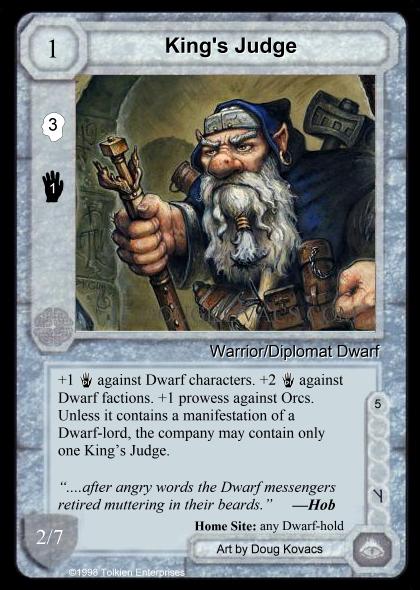 1
King's Judge
3
1
Warrior/Diplomat Dwarf
+1 against Dwarf characters. +2 against
Dwarf factions. +1 prowess against Orcs.
Unless it contains a manifestation of a
Dwarf-lord, the company may contain only
one King’s Judge.
5
“....after angry words the Dwarf messengers
retired muttering in their beards.” —Hob
Home Site: any Dwarf-hold
2/7
Art by Doug Kovacs
©1998 Tolkien Enterprises